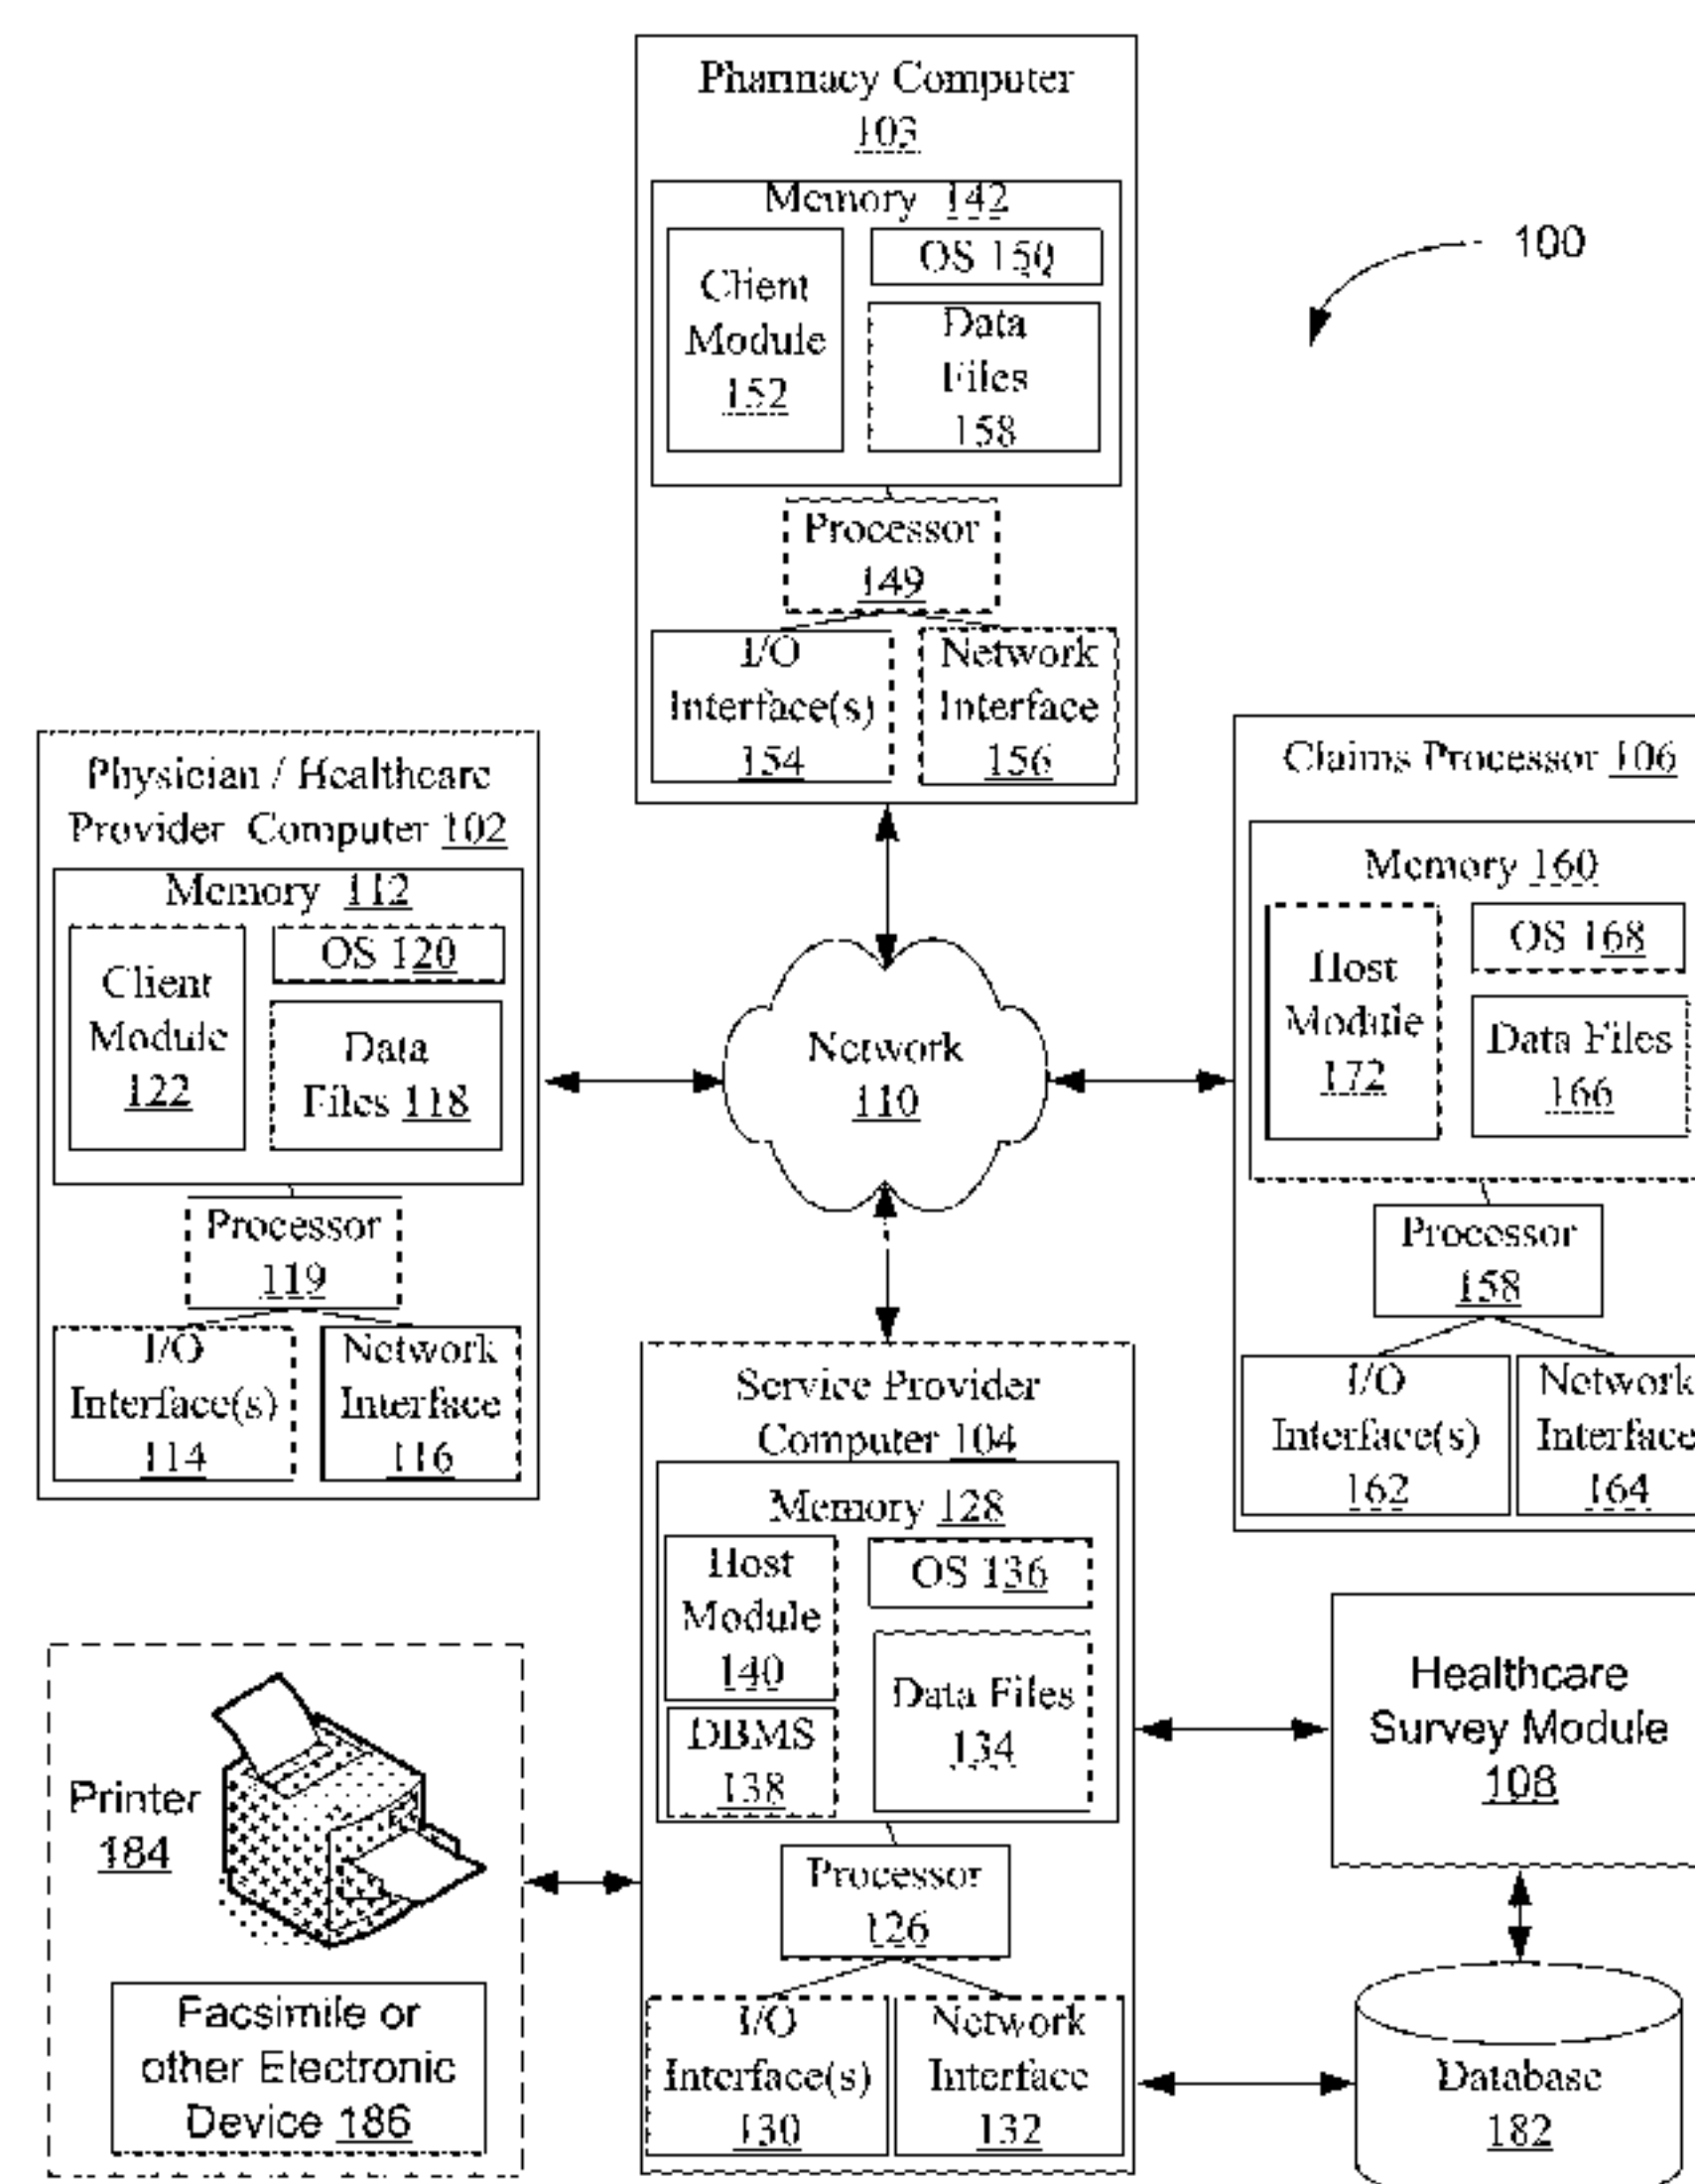 Pharmacy Computer
103
Memory 142
Client
Module
152
OS 150
Data
Files
158
Processor
149
I/O
Interface(s)
154
Network
Interface
156
100
Physician / Healthcare
Provider Computer 102
Memory 112
Client
Module
122
OS 120
Data
Files 118
Processor
119
I/O
Interface(s)
114
Network
Interface
116
Network
110
Claims Processor 106
Memory 160
Host
Module
172
OS 168
Data Files
166
Processor
158
I/O
Interface(s)
162
Network
Interface
164
Service Provider
Computer 104
Memory 128
Host
Module
140
DBMS
138
OS 136
Data Files
134
Processor
126
I/O
Interface(s)
130
Network
Interface
132
Printer
184
Facsimile or
other Electronic
Device 186
Healthcare
Survey Module
108
Database
182